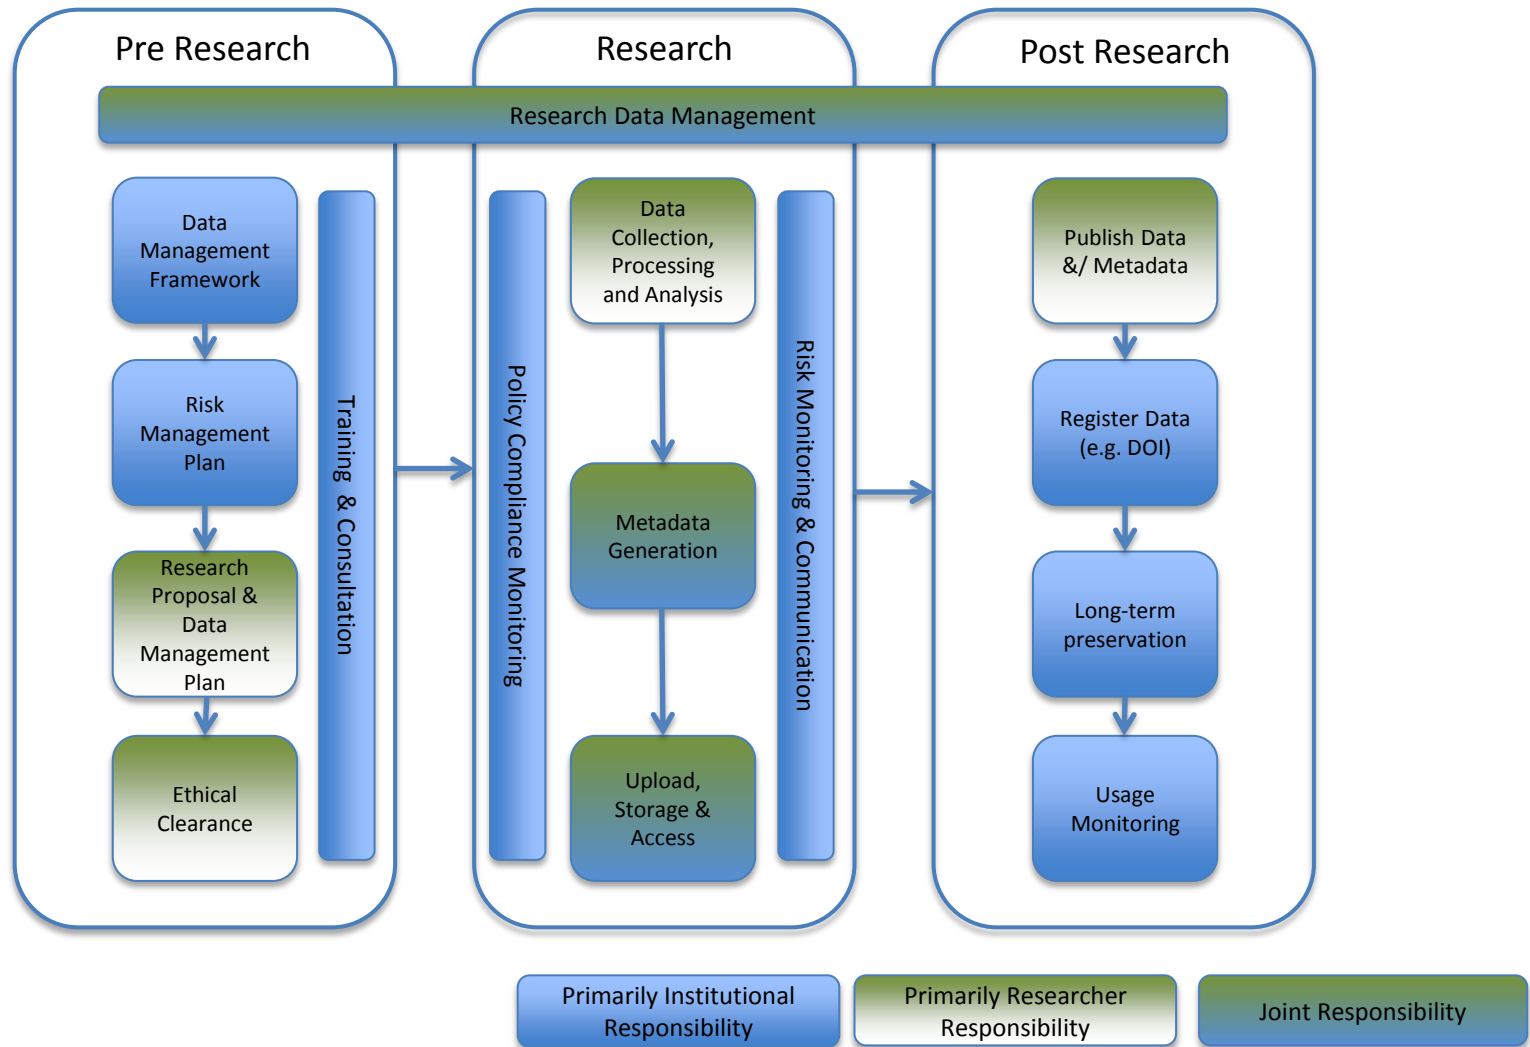 Pre Research
Research
Post Research
Research Data Management
Data
Management
Framework
Risk
Management
Plan
Research
Proposal &
Data
Management
Plan
Ethical
Clearance
Training & Consultation
Policy Compliance Monitoring
Data
Collection,
Processing
and Analysis
Metadata
Generation
Upload,
Storage &
Access
Risk Monitoring & Communication
Publish Data
&/ Metadata
Register Data
(e.g. DOI)
Long-term
preservation
Usage
Monitoring
Primarily Institutional
Responsibility
Primarily Researcher
Responsibility
Joint Responsibility